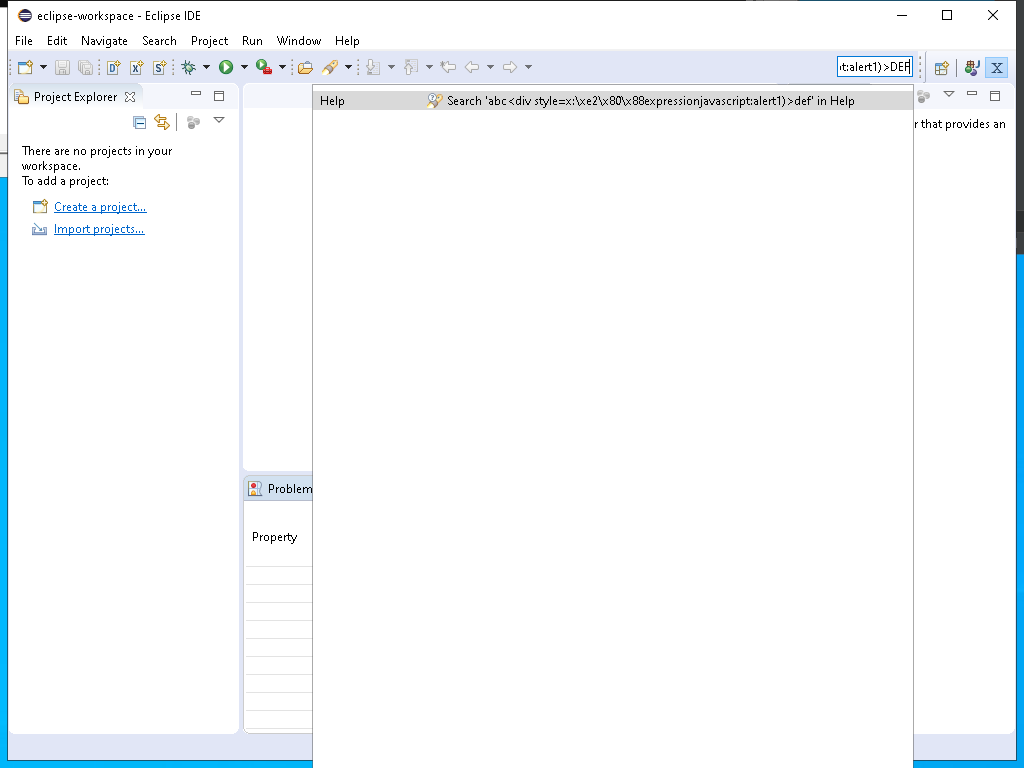 eclipse-workspace - Eclipse IDE
File Edit Navigate Search Project Run Window Help
t:alert1)>DEF
Project Explorer
Help Search 'abc<div style=x:\xe2\x80\x88expressionjavascript:alert1)>def' in Help
r that provides an
There are no projects in your
workspace.
To add a project:
Create a project...
Import projects...
Problem
Property